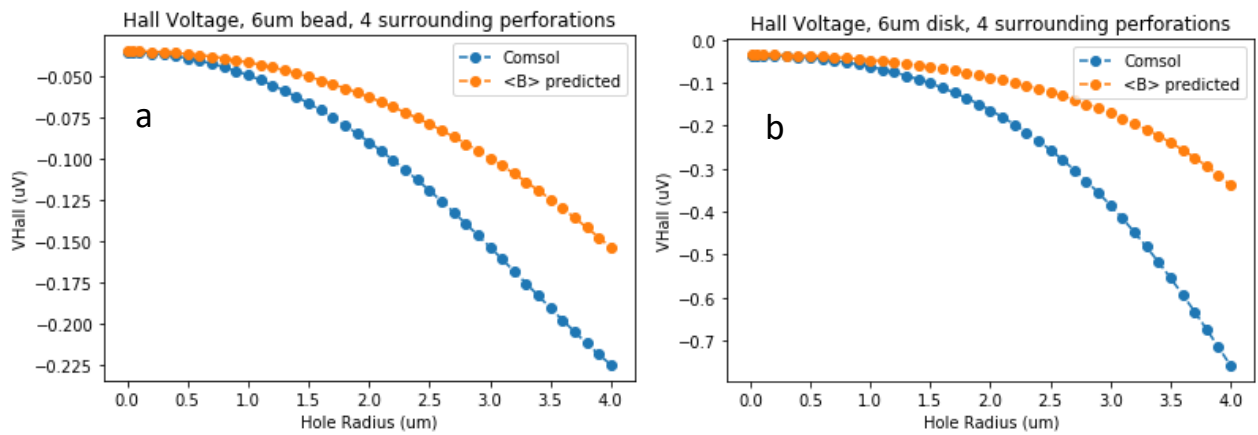 Hall Voltage, 6um bead, 4 surrounding perforations
Comsol
<B> predicted
a
−0.050
−0.075
−0.100
−0.125
−0.150
−0.175
−0.200
−0.225
VHall (uV)
0.0 0.5 1.0 1.5 2.0 2.5 3.0 3.5 4.0
Hole Radius (um)
Hall Voltage, 6um disk, 4 surrounding perforations
Comsol
<B> predicted
b
0.0
−0.1
−0.2
−0.3
−0.4
−0.5
−0.6
−0.7
VHall (uV)
0.0 0.5 1.0 1.5 2.0 2.5 3.0 3.5 4.0
Hole Radius (um)